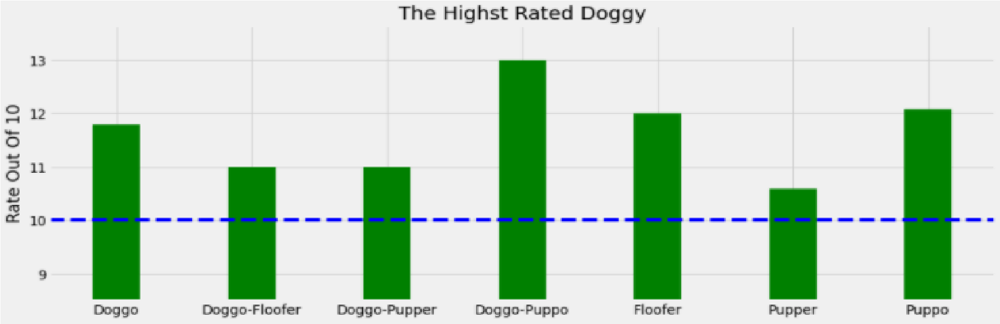 The Highst Rated Doggy
Rate Out Of 10
13
12
11
10
9
Doggo
Doggo-Floofer
Doggo-Pupper
Doggo-Puppo
Floofer
Pupper
Puppo